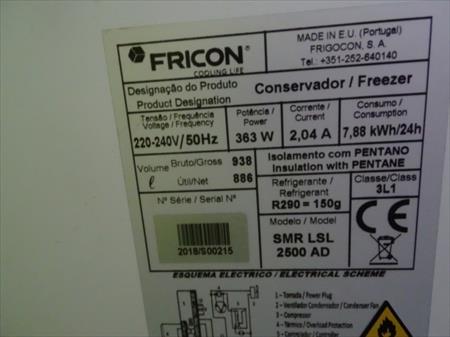 FRICON®
COOLING LIFE
MADE IN E.U. (Portugal)
FRIGOCON, S. A.
Tel.: +351-252-640140
Designação do Produto
Product Designation
Conservador / Freezer
Tensão / Frequência
Voltage / Frequency
220-240V/50Hz
Potência /
Power
363 W
Corrente /
Current
2,04 A
Consumo /
Consumption
7,88 kWh/24h
Volume Bruto/Gross 938
ℓ Útil/Net 886
Isolamento com PENTANO
Insulation with PENTANE
Refrigerante /
Refrigerant
R290 = 150g
Classe/Class
3L1
Nº Série / Serial Nº
2018/S00215
Modelo / Model
SMR LSL
2500 AD
CE
ESQUEMA ELECTRICO / ELECTRICAL SCHEME
1 – Tomada / Power Plug
2 – Ventilador Condensador / Condenser Fan
3 – Compressor
4 – Térmico / Overload Protection
5 – Controlador / Controller